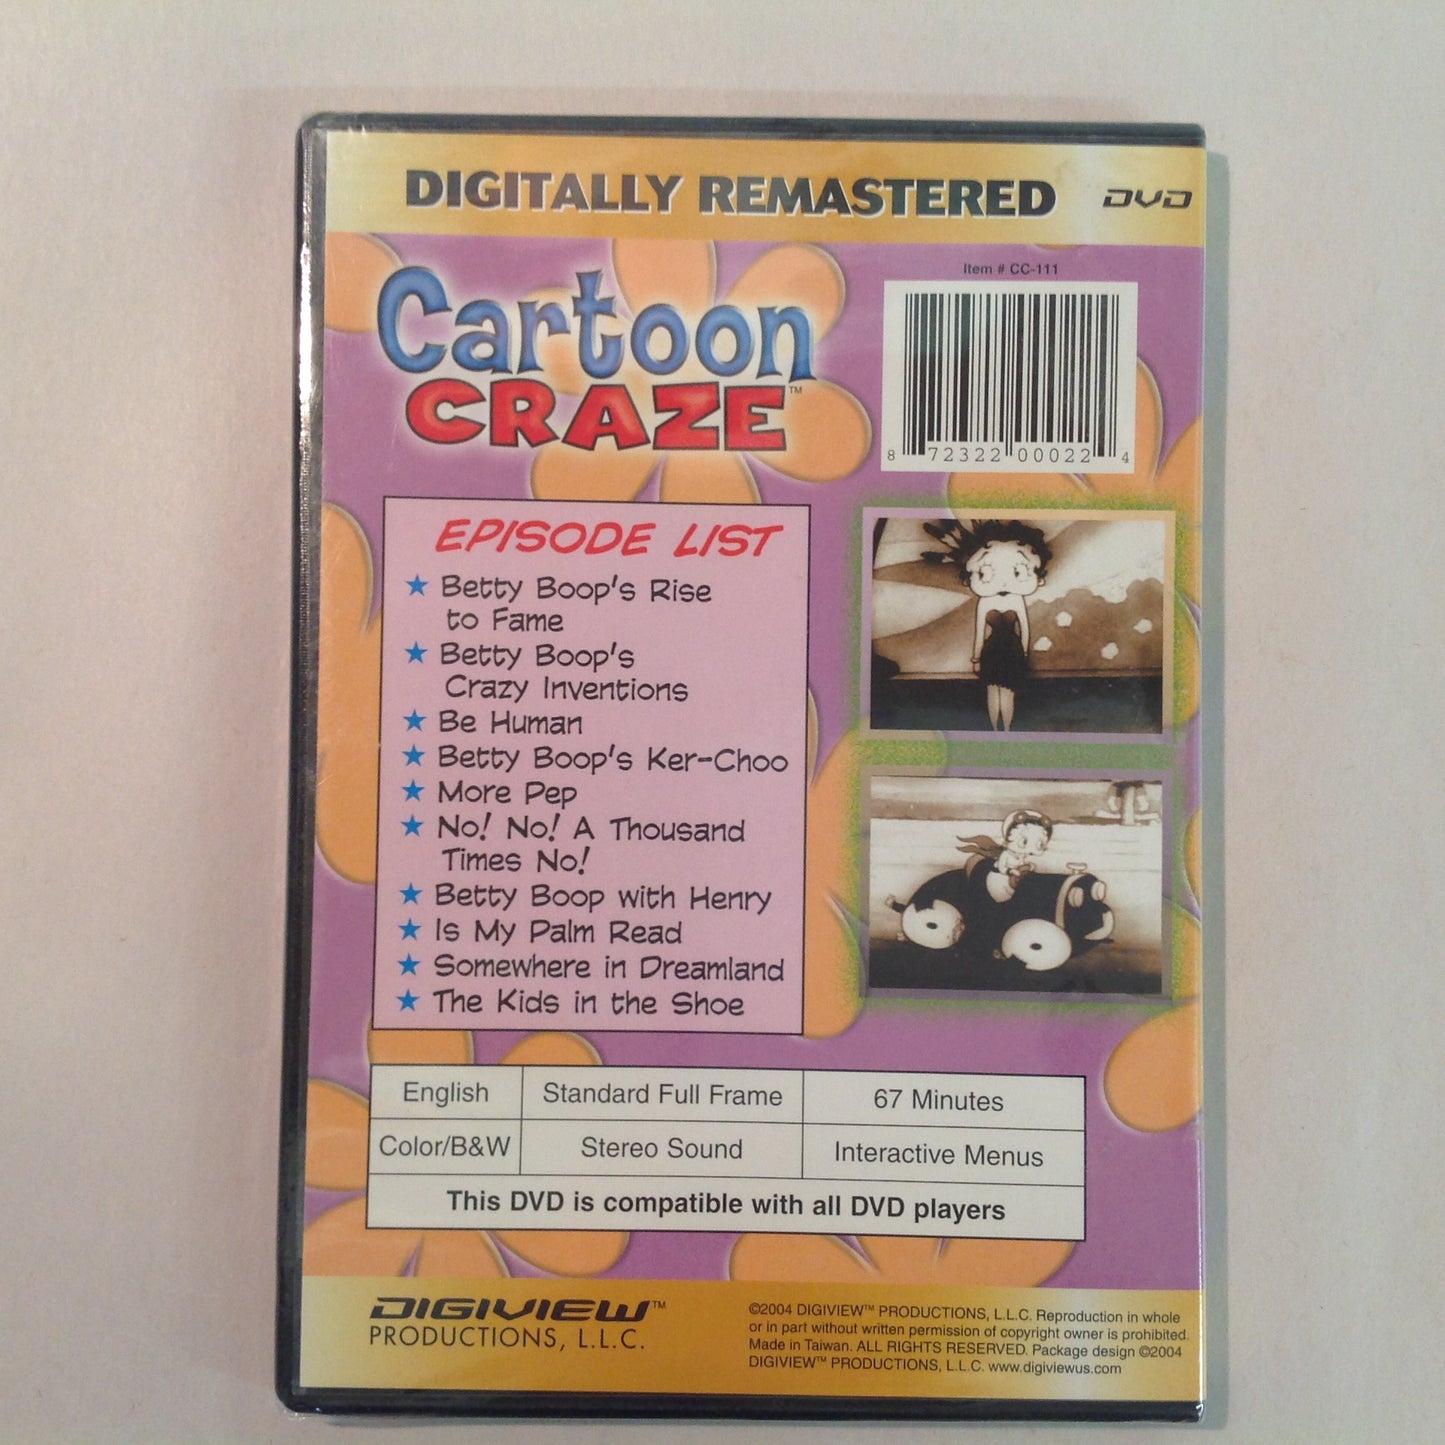 DIGITALLY REMASTERED
DVD
Item # CC-111
Cartoon
CRAZE™
8 72322 00022 4
EPISODE LIST
★ Betty Boop's Rise
to Fame
★ Betty Boop's
Crazy Inventions
★ Be Human
★ Betty Boop's Ker-Choo
★ More Pep
★ No! No! A Thousand
Times No!
★ Betty Boop with Henry
★ Is My Palm Read
★ Somewhere in Dreamland
★ The Kids in the Shoe
English Standard Full Frame 67 Minutes
Color/B&W Stereo Sound Interactive Menus
This DVD is compatible with all DVD players
DIGIVIEW™
PRODUCTIONS, L.L.C.
©2004 DIGIVIEW™ PRODUCTIONS, L.L.C. Reproduction in whole
or in part without written permission of copyright owner is prohibited.
Made in Taiwan. ALL RIGHTS RESERVED. Package design ©2004
DIGIVIEW™ PRODUCTIONS, L.L.C. www.digiviewus.com